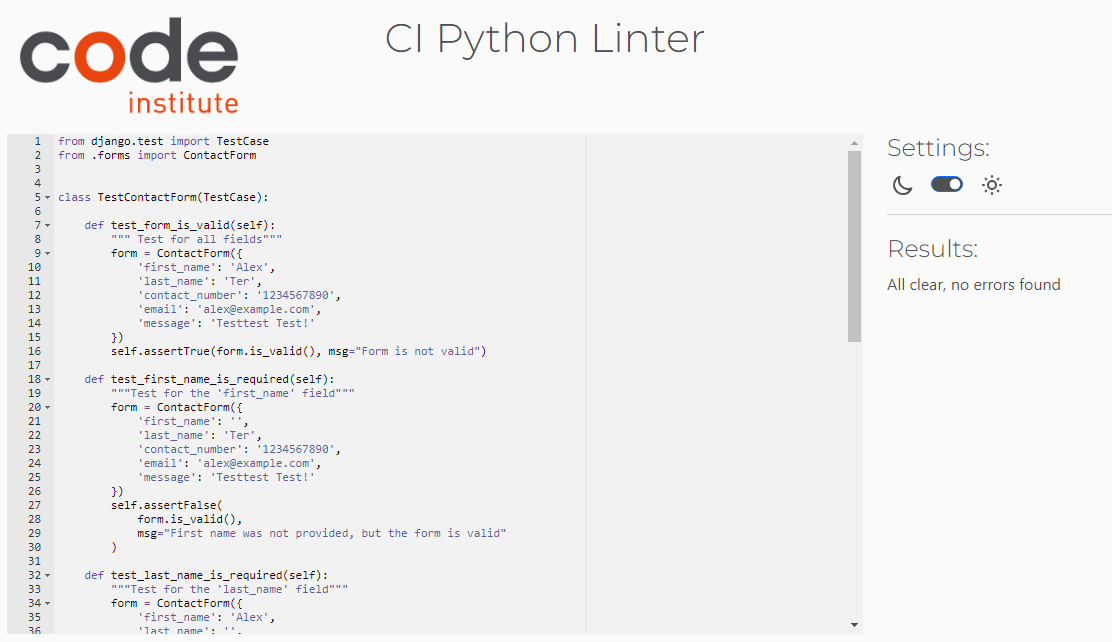 code
institute
CI Python Linter
1 from django.test import TestCase
2 from .forms import ContactForm
3
4
5 class TestContactForm(TestCase):
6
7     def test_form_is_valid(self):
8         """ Test for all fields"""
9         form = ContactForm({
10             'first_name': 'Alex',
11             'last_name': 'Ter',
12             'contact_number': '1234567890',
13             'email': 'alex@example.com',
14             'message': 'Testtest Test!'
15         })
16         self.assertTrue(form.is_valid(), msg="Form is not valid")
17
18     def test_first_name_is_required(self):
19         """Test for the 'first_name' field"""
20         form = ContactForm({
21             'first_name': '',
22             'last_name': 'Ter',
23             'contact_number': '1234567890',
24             'email': 'alex@example.com',
25             'message': 'Testtest Test!'
26         })
27         self.assertFalse(
28             form.is_valid(),
29             msg="First name was not provided, but the form is valid"
30         )
31
32     def test_last_name_is_required(self):
33         """Test for the 'last_name' field"""
34         form = ContactForm({
35             'first_name': 'Alex',
36             'last_name': '',
Settings:
Results:
All clear, no errors found